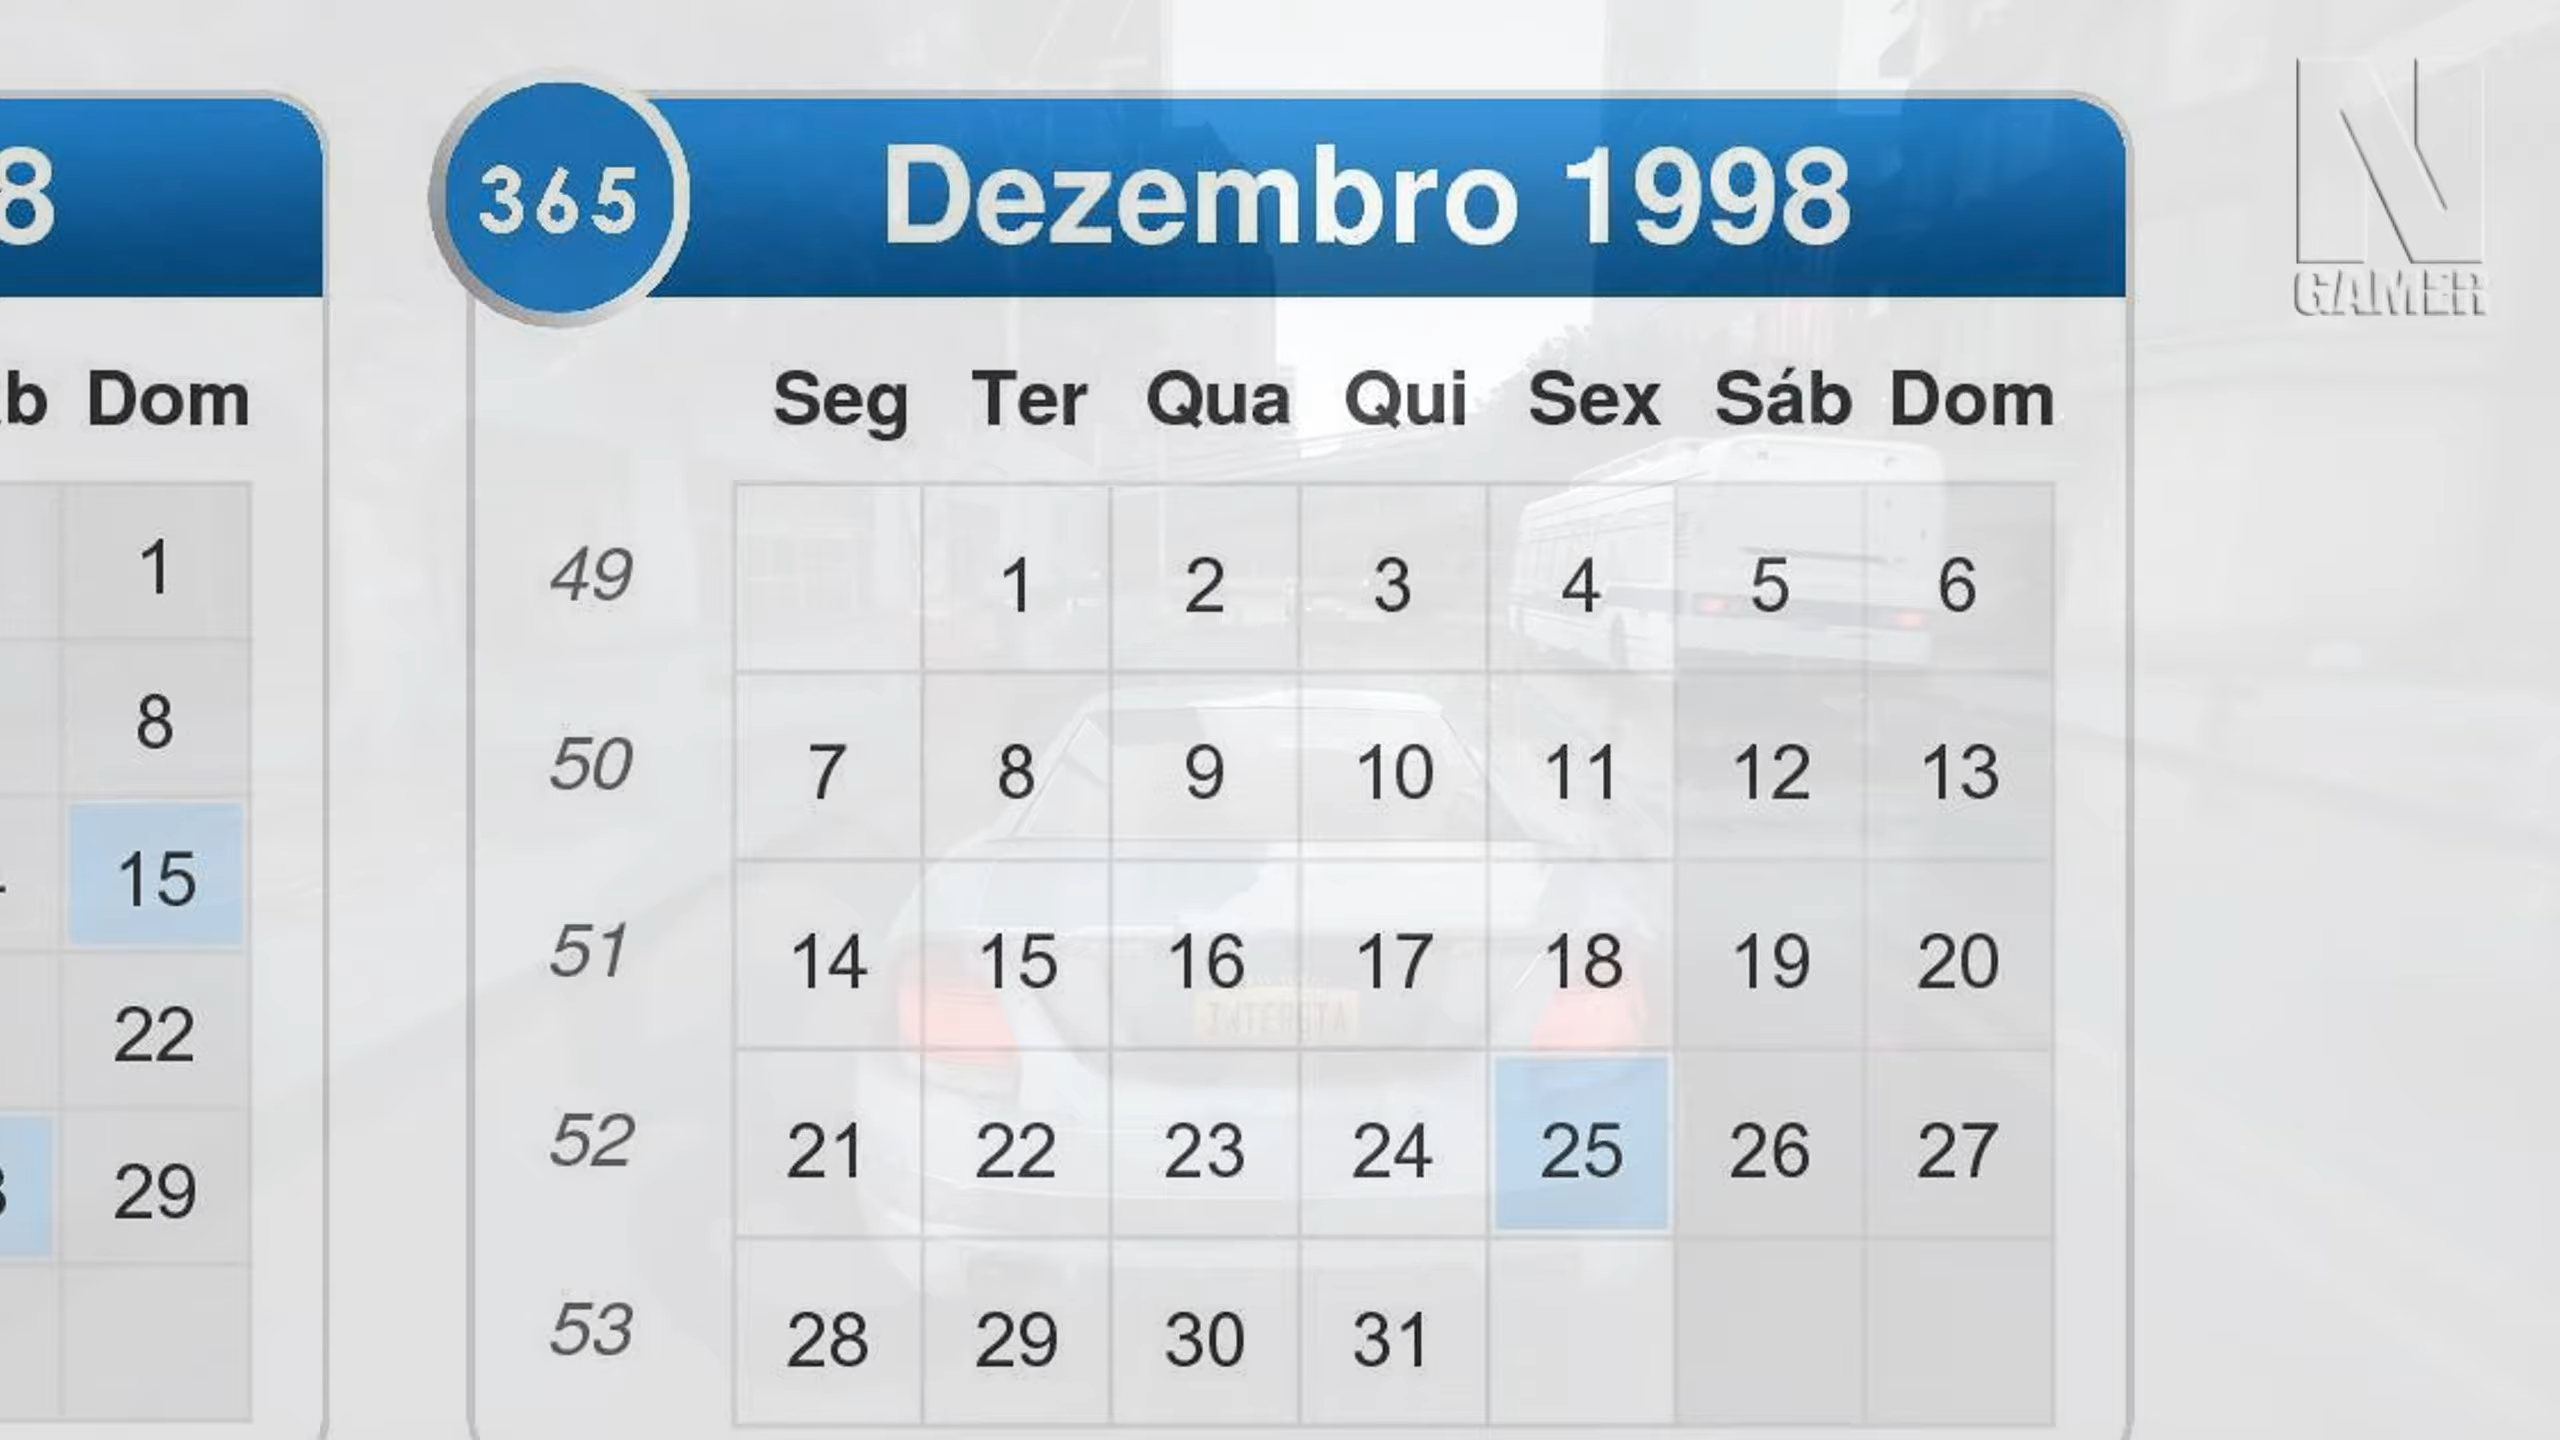 8
áb Dom
1
8
15
22
29
365
Dezembro 1998
Seg Ter Qua Qui Sex Sáb Dom
49 1 2 3 4 5 6
50 7 8 9 10 11 12 13
51 14 15 16 17 18 19 20
52 21 22 23 24 25 26 27
53 28 29 30 31
N
GAMER